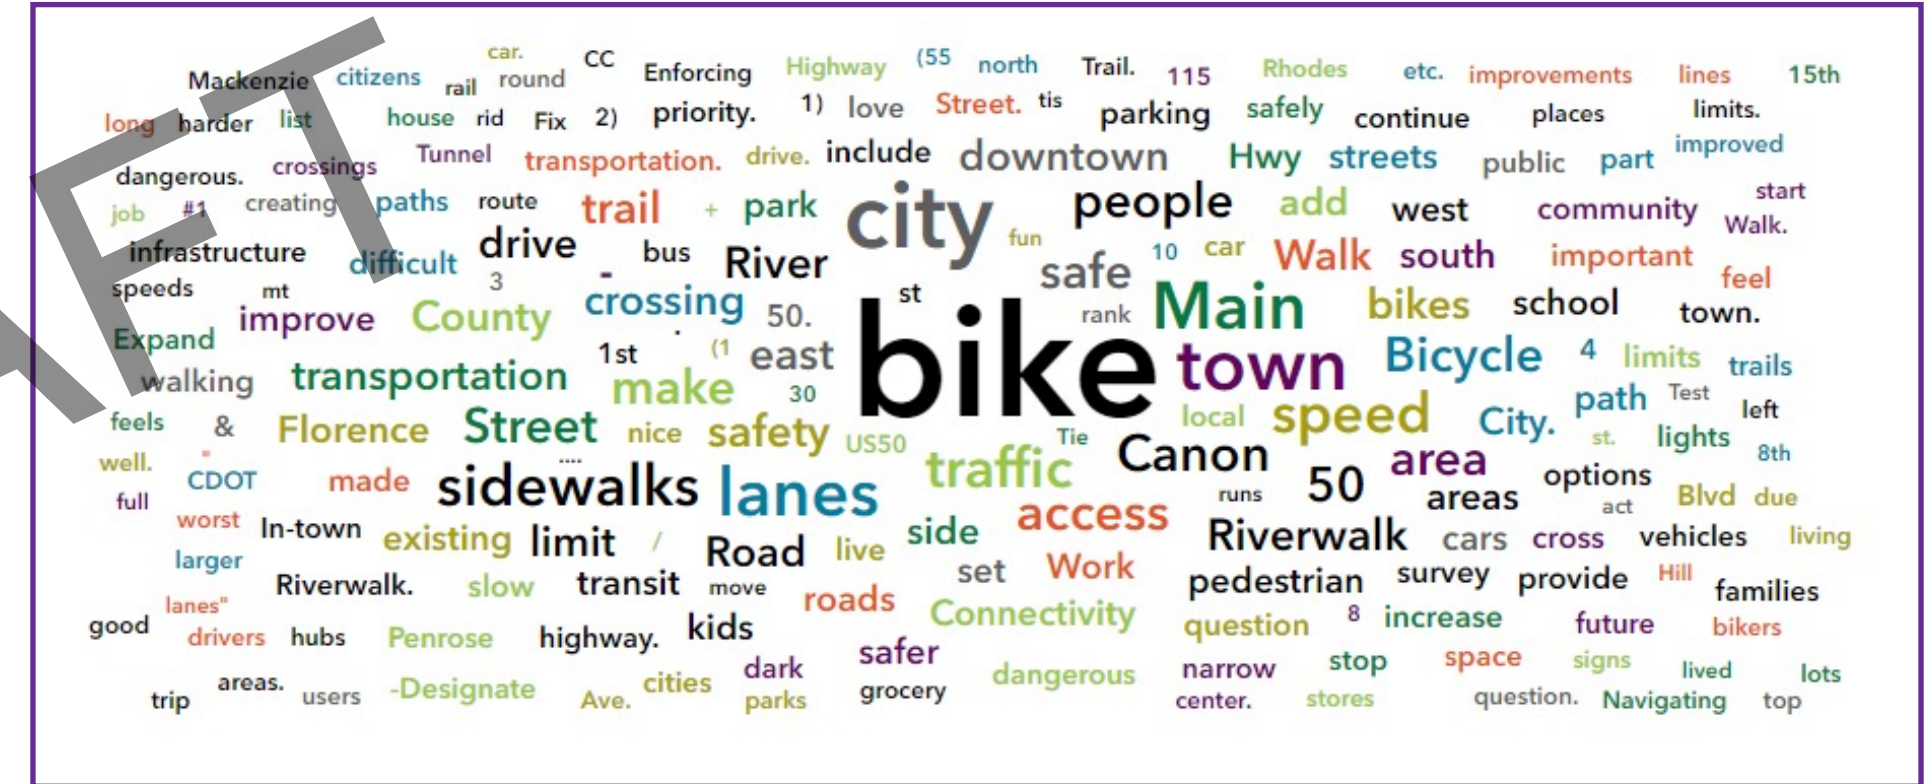 car. CC (55
Mackenzie citizens rail round Enforcing Highway north Trail. 115 Rhodes etc. improvements lines 15th
long harder list house rid Fix 2) priority. 1) love Street. tis parking safely continue places limits.
dangerous. crossings Tunnel transportation. drive. include downtown Hwy streets public part improved
job #1 creating paths route trail + park city people add west community start
Walk.
infrastructure difficult drive bus River fun safe 10 car Walk south important feel
speeds mt 3 - crossing 50. st rank Main bikes school town.
improve County
Expand 1st (1 east bike town Bicycle 4 limits trails
walking transportation make 30 path Test left
feels & Florence Street nice safety US50 Tie local speed City. st. lights
well. " .... traffic Canon area 8th
CDOT made sidewalks lanes runs 50 areas options
full act Blvd due
worst In-town existing limit / Road live side access Riverwalk cars cross vehicles living
larger
Riverwalk. slow transit move roads set Work pedestrian survey provide Hill families
lanes"
good drivers hubs Penrose highway. kids Connectivity question 8 increase future bikers
safer
trip areas. users -Designate Ave. cities dark parks grocery dangerous narrow stop space signs lived lots
center. stores question. Navigating top
AFT